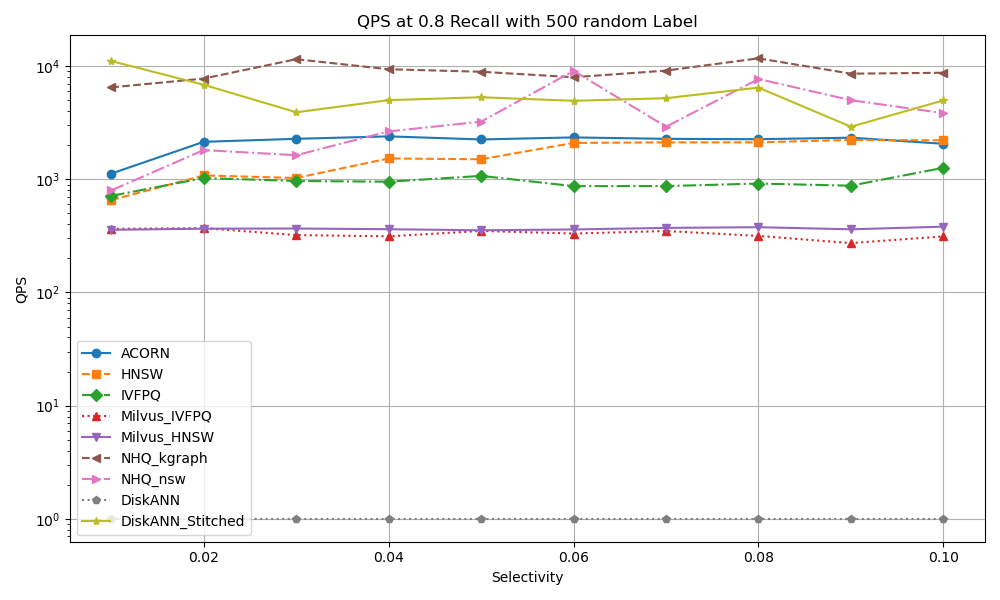 QPS at 0.8 Recall with 500 random Label
QPS
10^4
10^3
10^2
10^1
10^0
ACORN
HNSW
IVFPQ
Milvus_IVFPQ
Milvus_HNSW
NHQ_kgraph
NHQ_nsw
DiskANN
DiskANN_Stitched
0.02 0.04 0.06 0.08 0.10
Selectivity